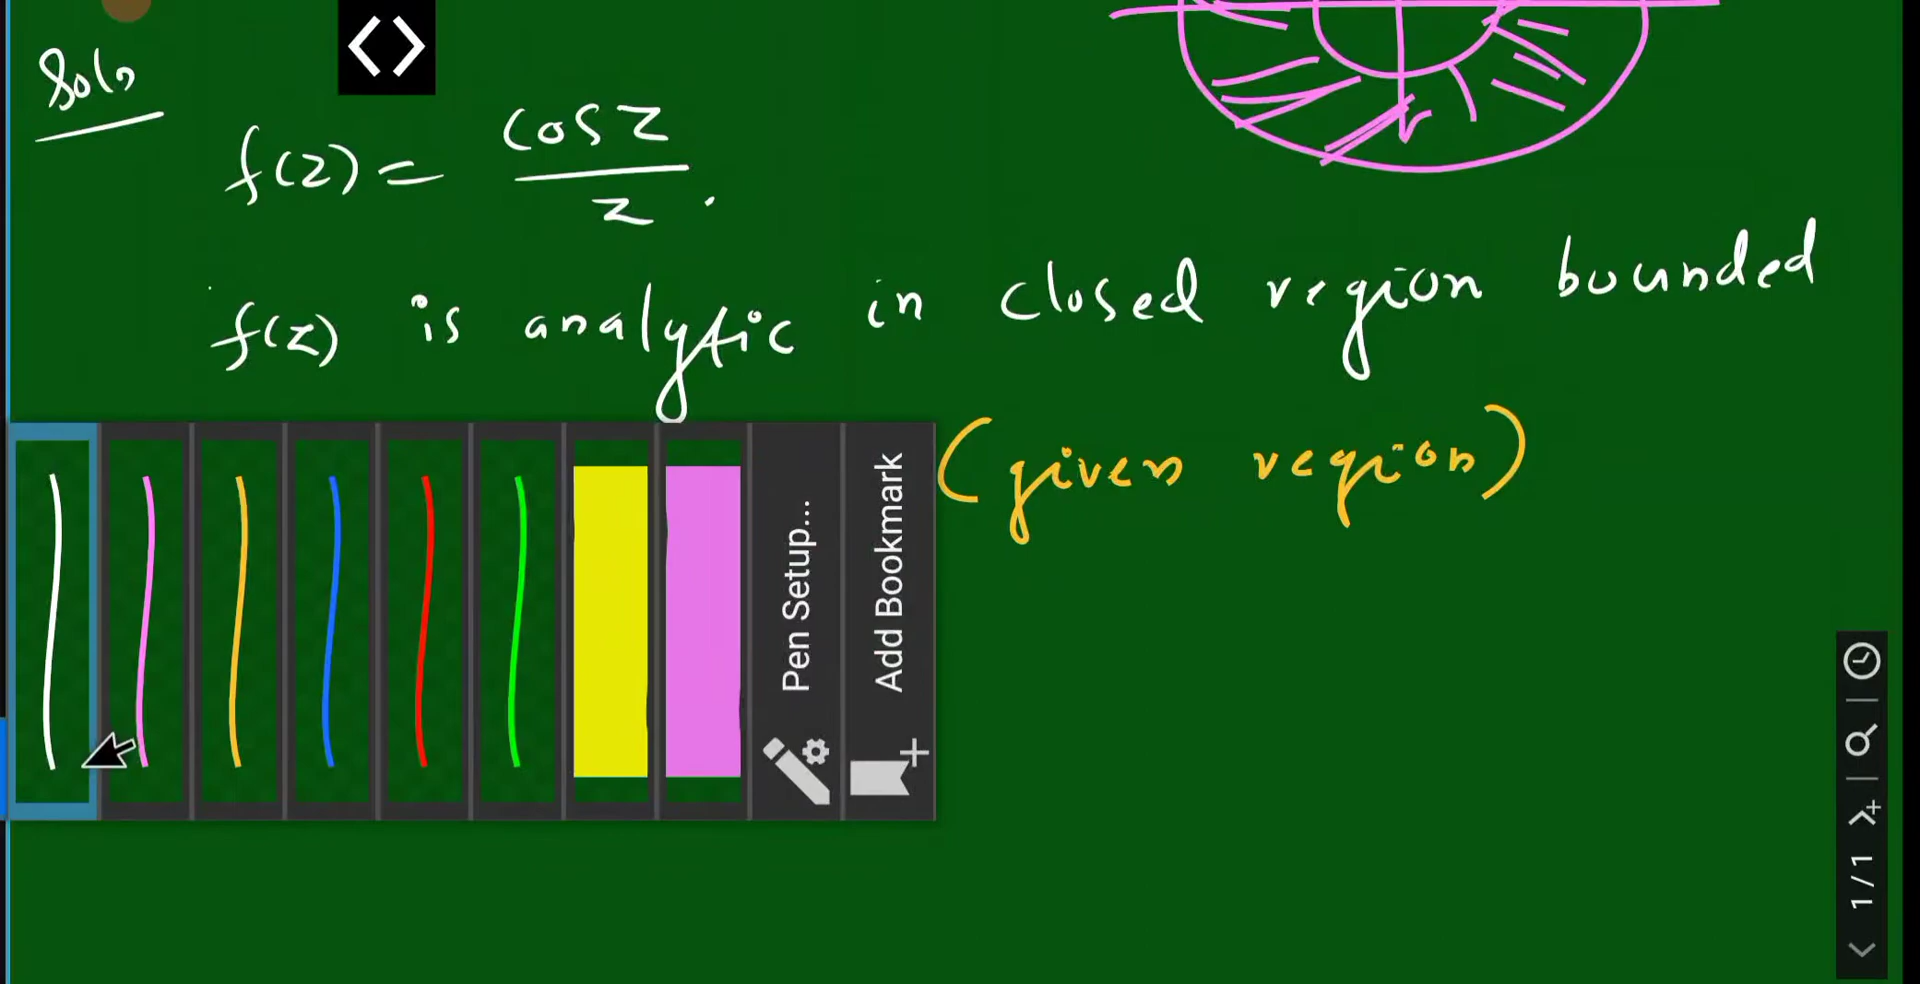 Soln
f(z) = cos z / z .
f(z) is analytic in closed region bounded
(given region)
Pen Setup...
Add Bookmark
1/1